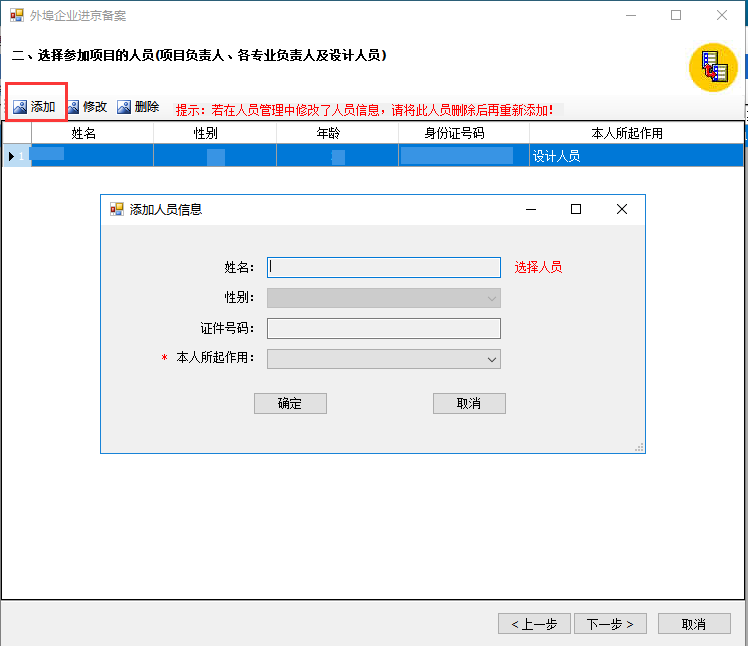 外埠企业进京备案
二、选择参加项目的人员(项目负责人、各专业负责人及设计人员)
添加 修改 删除 提示：若在人员管理中修改了人员信息，请将此人员删除后再重新添加！
姓名 性别 年龄 身份证号码 本人所起作用
1 设计人员
添加人员信息
姓名： 选择人员
性别：
证件号码：
* 本人所起作用：
确定 取消
< 上一步 下一步 > 取消